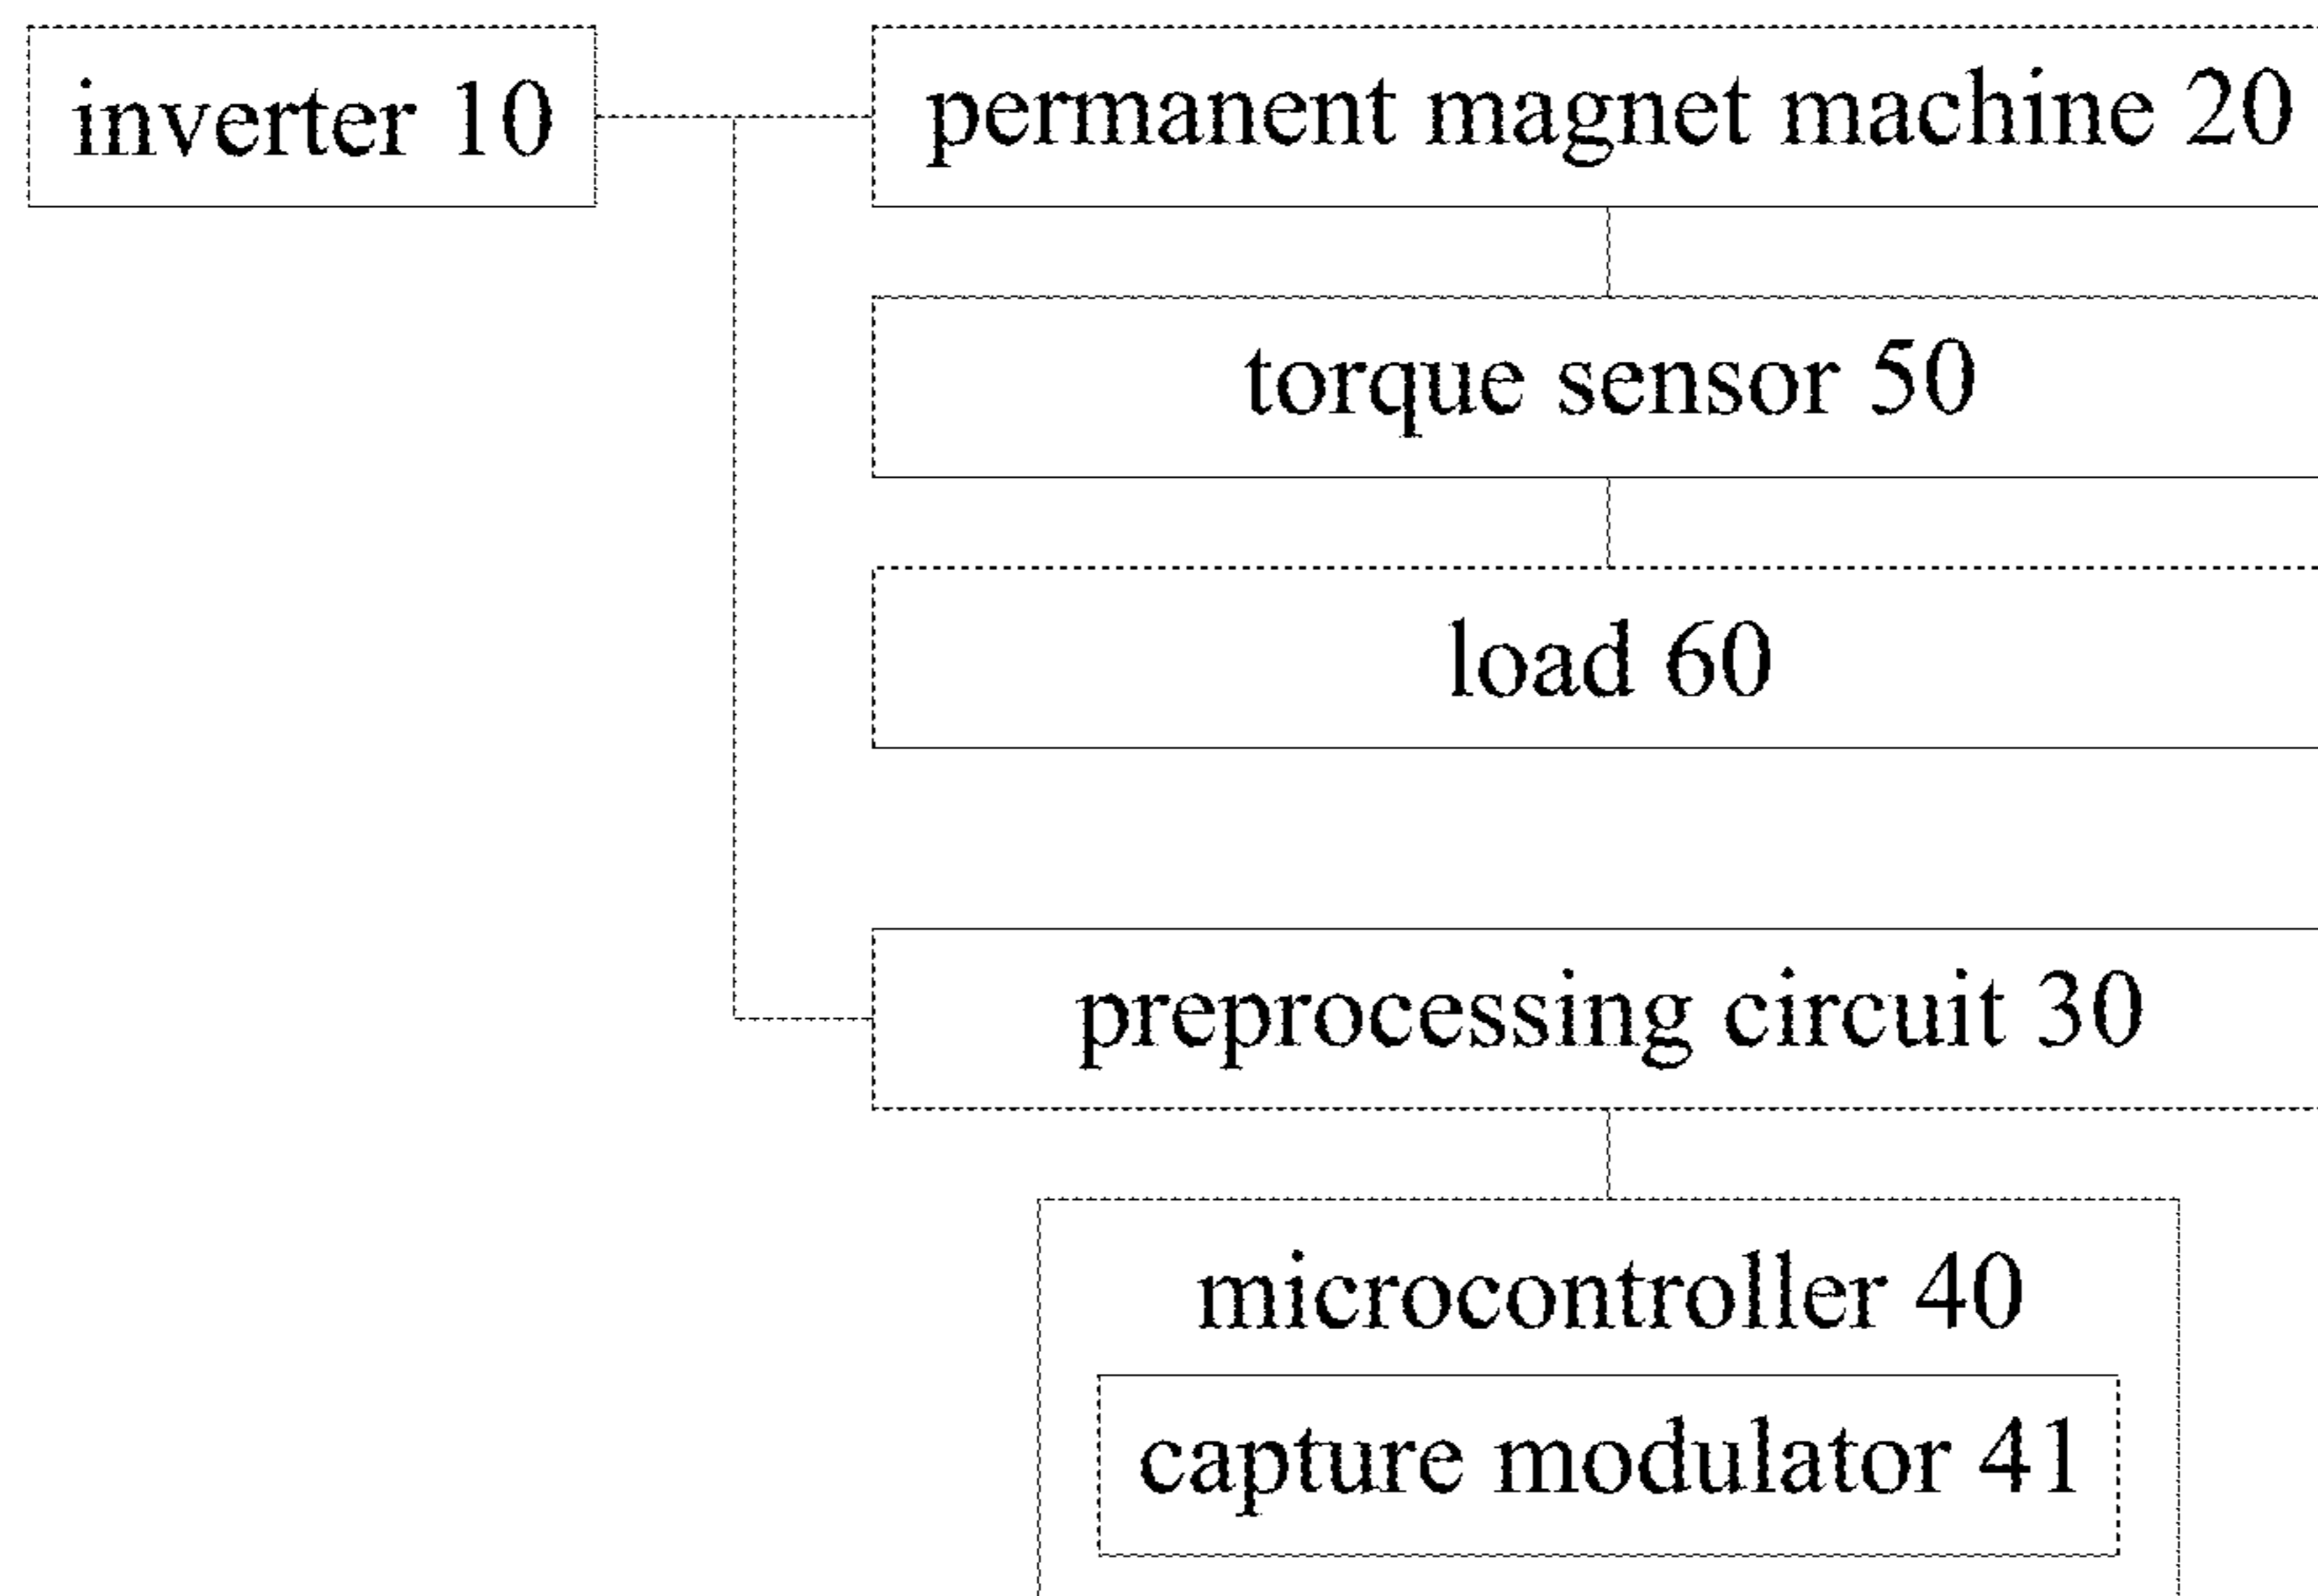 inverter 10
permanent magnet machine 20
torque sensor 50
load 60
preprocessing circuit 30
microcontroller 40
capture modulator 41